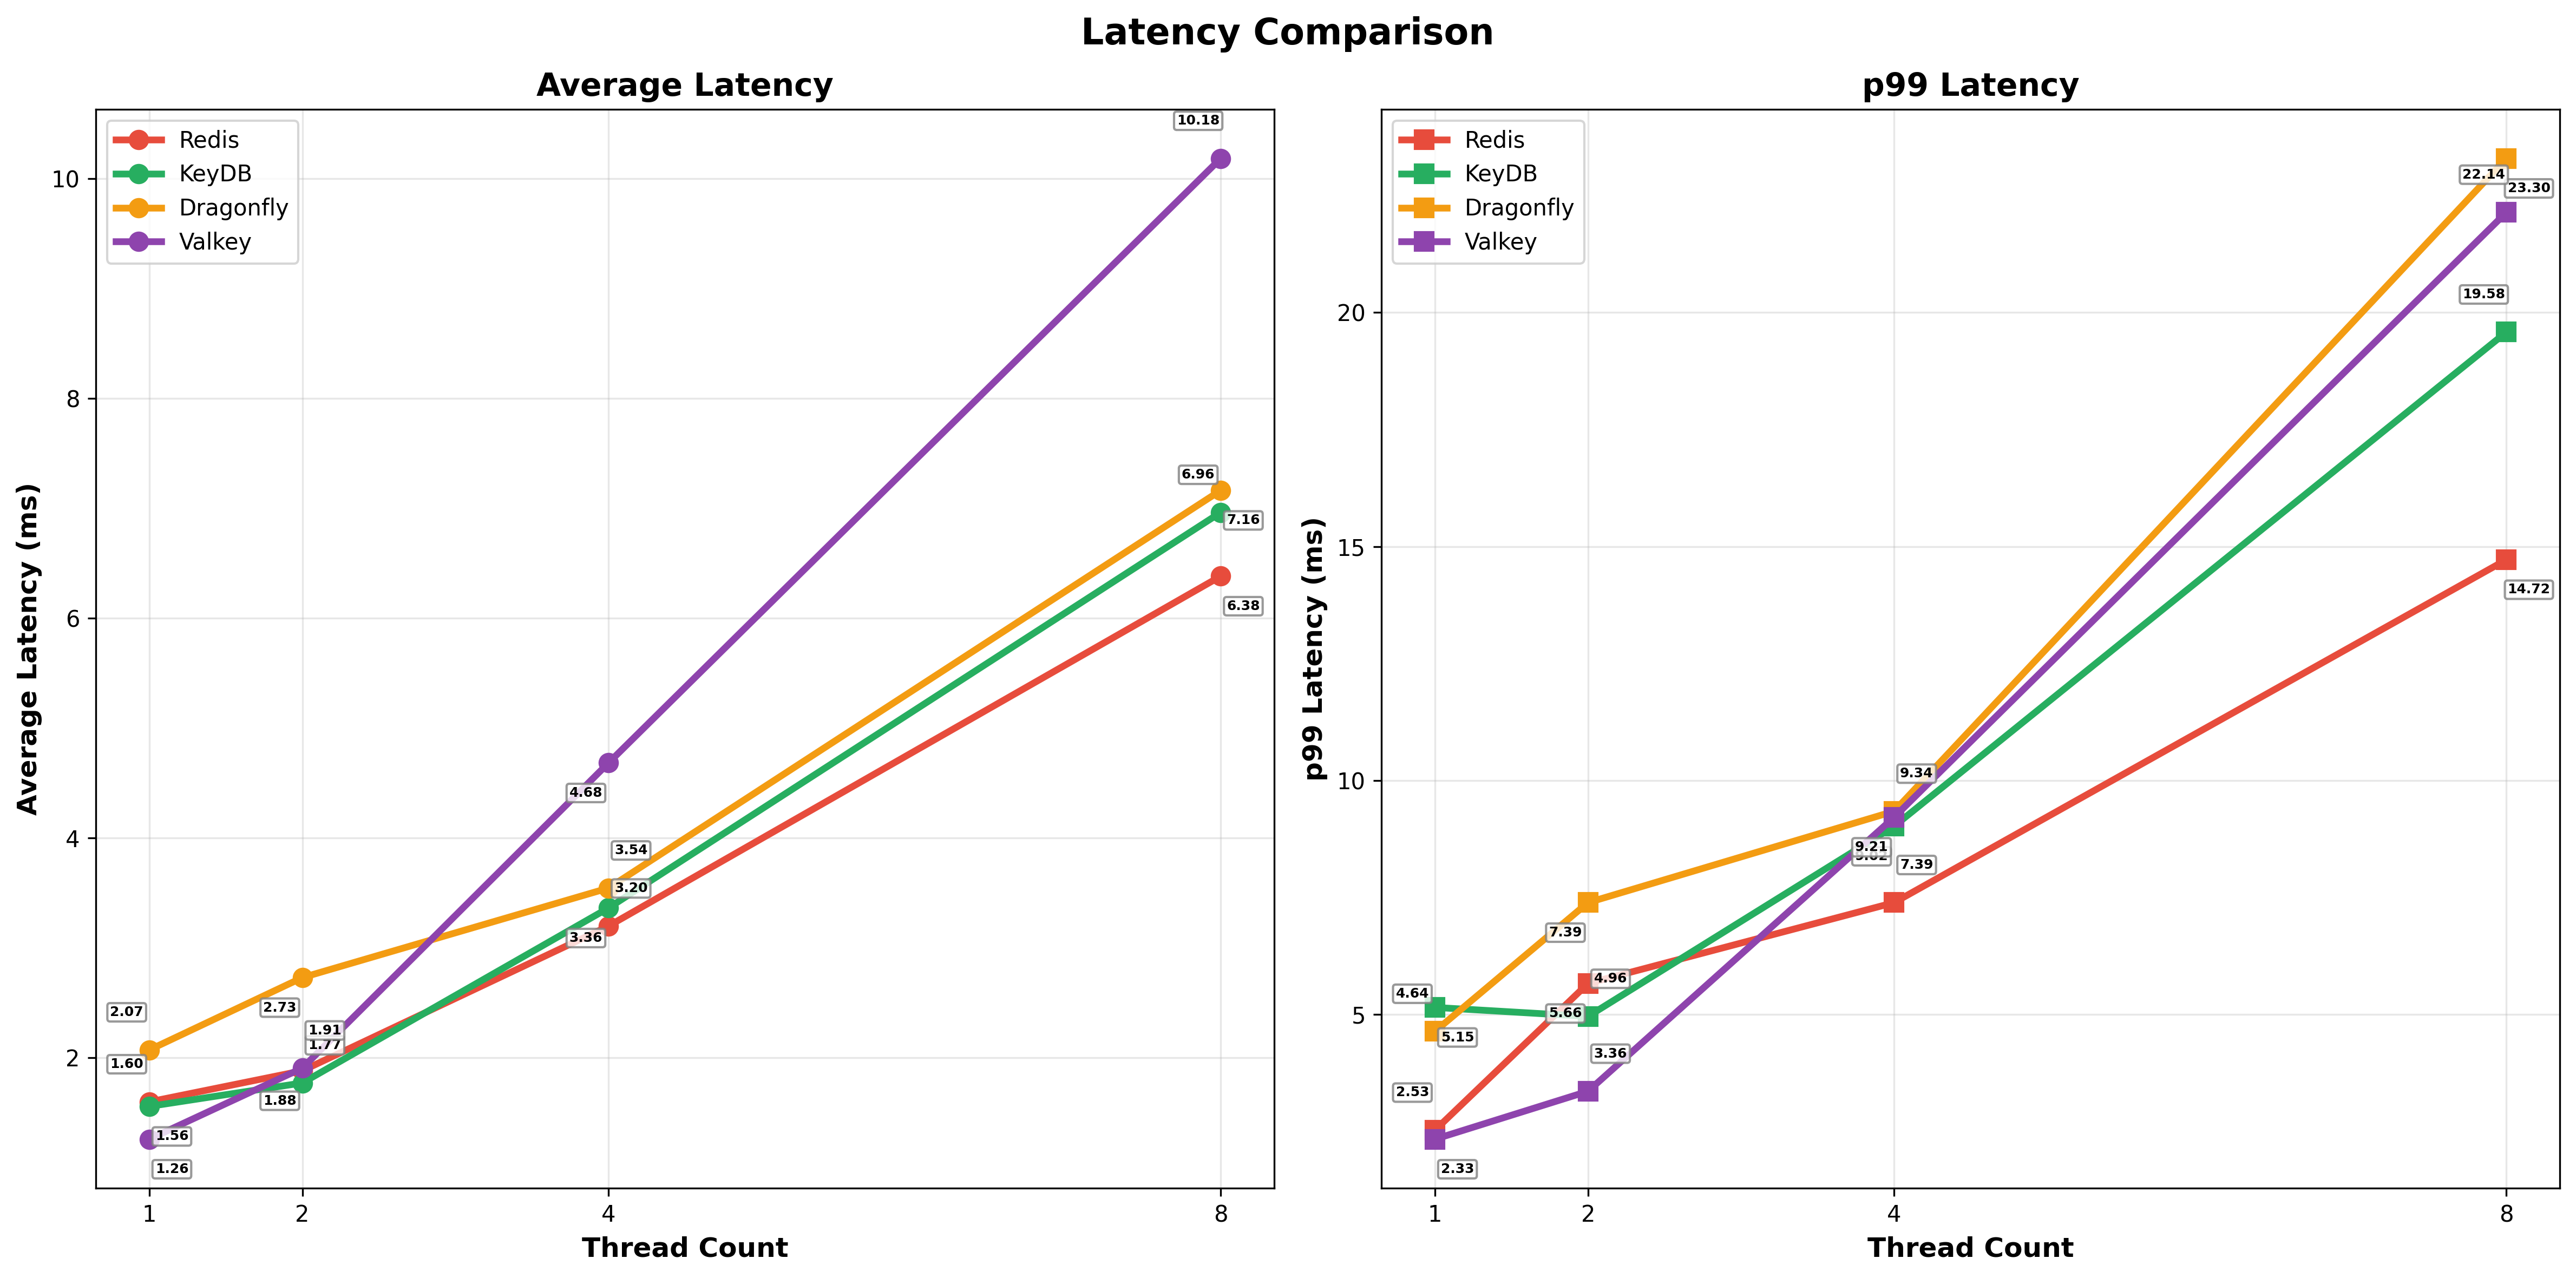 Latency Comparison
Average Latency
Redis
KeyDB
Dragonfly
Valkey
Average Latency (ms)
10
8
6
4
2
10.18
6.96
7.16
6.38
4.68
3.54
3.20
3.36
2.07
2.73
1.91
1.77
1.60
1.88
1.56
1.26
1 2 4 8
Thread Count
p99 Latency
Redis
KeyDB
Dragonfly
Valkey
p99 Latency (ms)
20
15
10
5
22.14
23.30
19.58
14.72
9.34
9.21
7.39
7.39
4.96
4.64
5.66
5.15
3.36
2.53
2.33
1 2 4 8
Thread Count